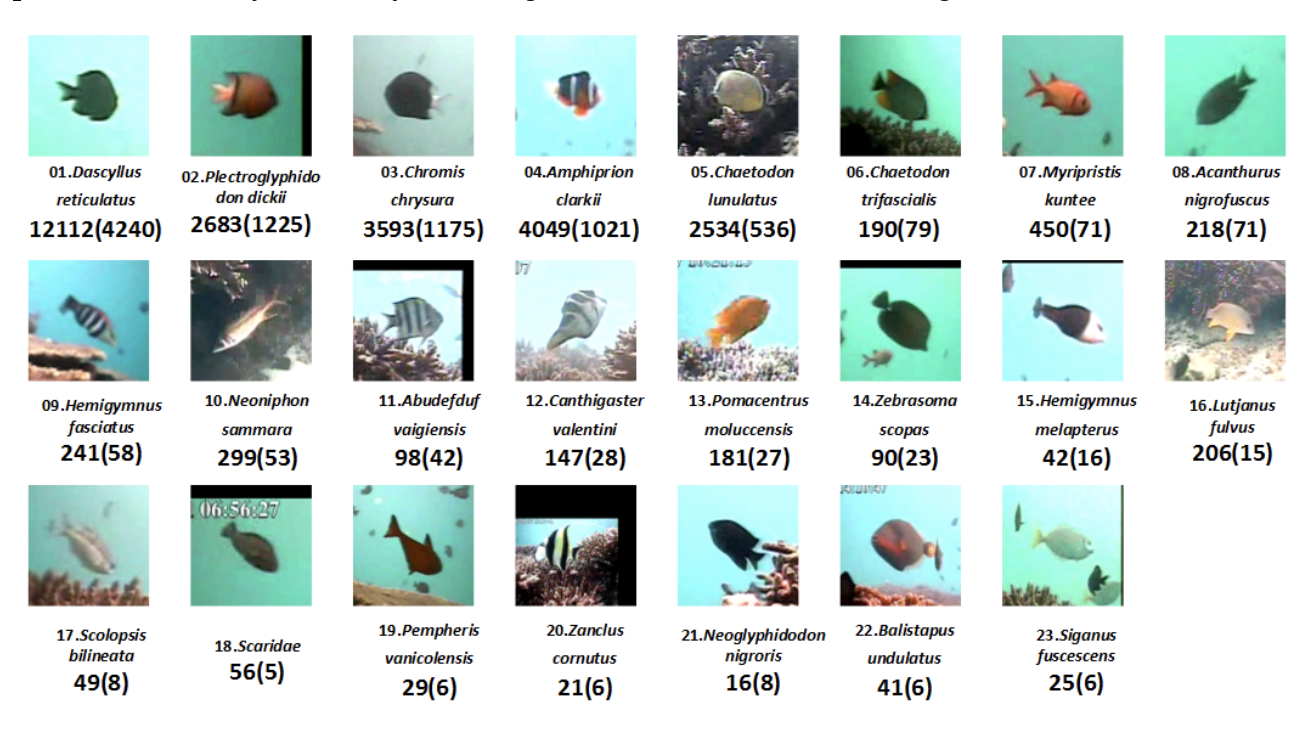 01.Dascyllus
reticulatus
12112(4240)
02.Plectroglyphido
don dickii
2683(1225)
03.Chromis
chrysura
3593(1175)
04.Amphiprion
clarkii
4049(1021)
05.Chaetodon
lunulatus
2534(536)
06.Chaetodon
trifascialis
190(79)
07.Myripristis
kuntee
450(71)
08.Acanthurus
nigrofuscus
218(71)
07
09.Hemigymnus
fasciatus
241(58)
10.Neoniphon
sammara
299(53)
11.Abudefduf
vaigiensis
98(42)
12.Canthigaster
valentini
147(28)
13.Pomacentrus
moluccensis
181(27)
14.Zebrasoma
scopas
90(23)
15.Hemigymnus
melapterus
42(16)
16.Lutjanus
fulvus
206(15)
06:56:27
17.Scolopsis
bilineata
49(8)
18.Scaridae
56(5)
19.Pempheris
vanicolensis
29(6)
20.Zanclus
cornutus
21(6)
21.Neoglyphidodon
nigroris
16(8)
22.Balistapus
undulatus
41(6)
23.Siganus
fuscescens
25(6)